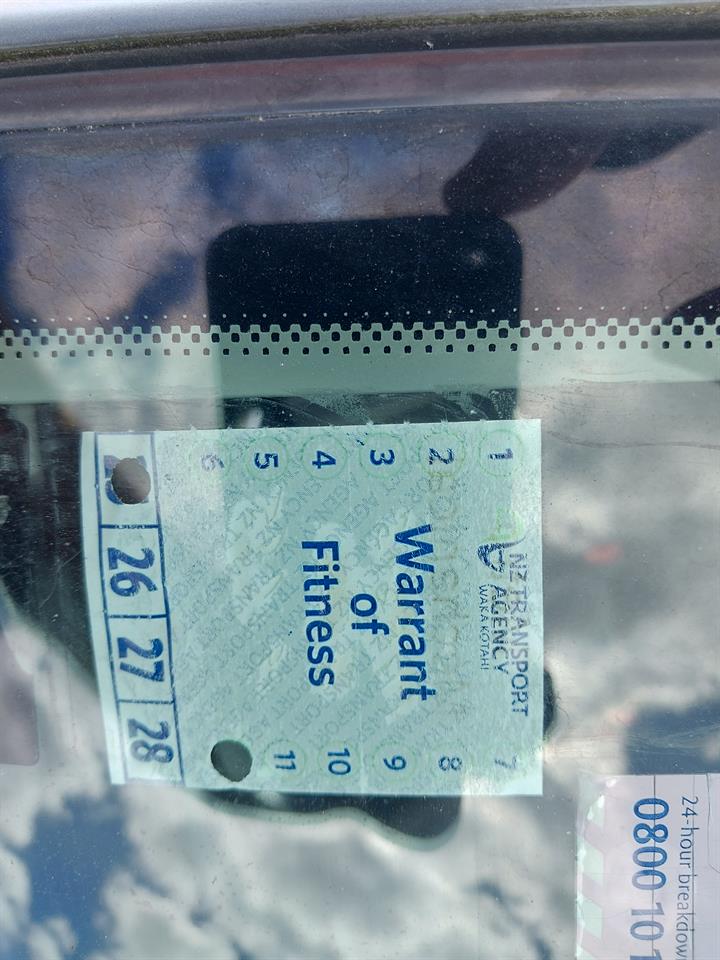 NZ TRANSPORT
AGENCY
WAKA KOTAHI
1 7
2 8
3 9
4 10
5 11
6
Warrant
of
Fitness
26 27 28
24-hour breakdown
0800 10